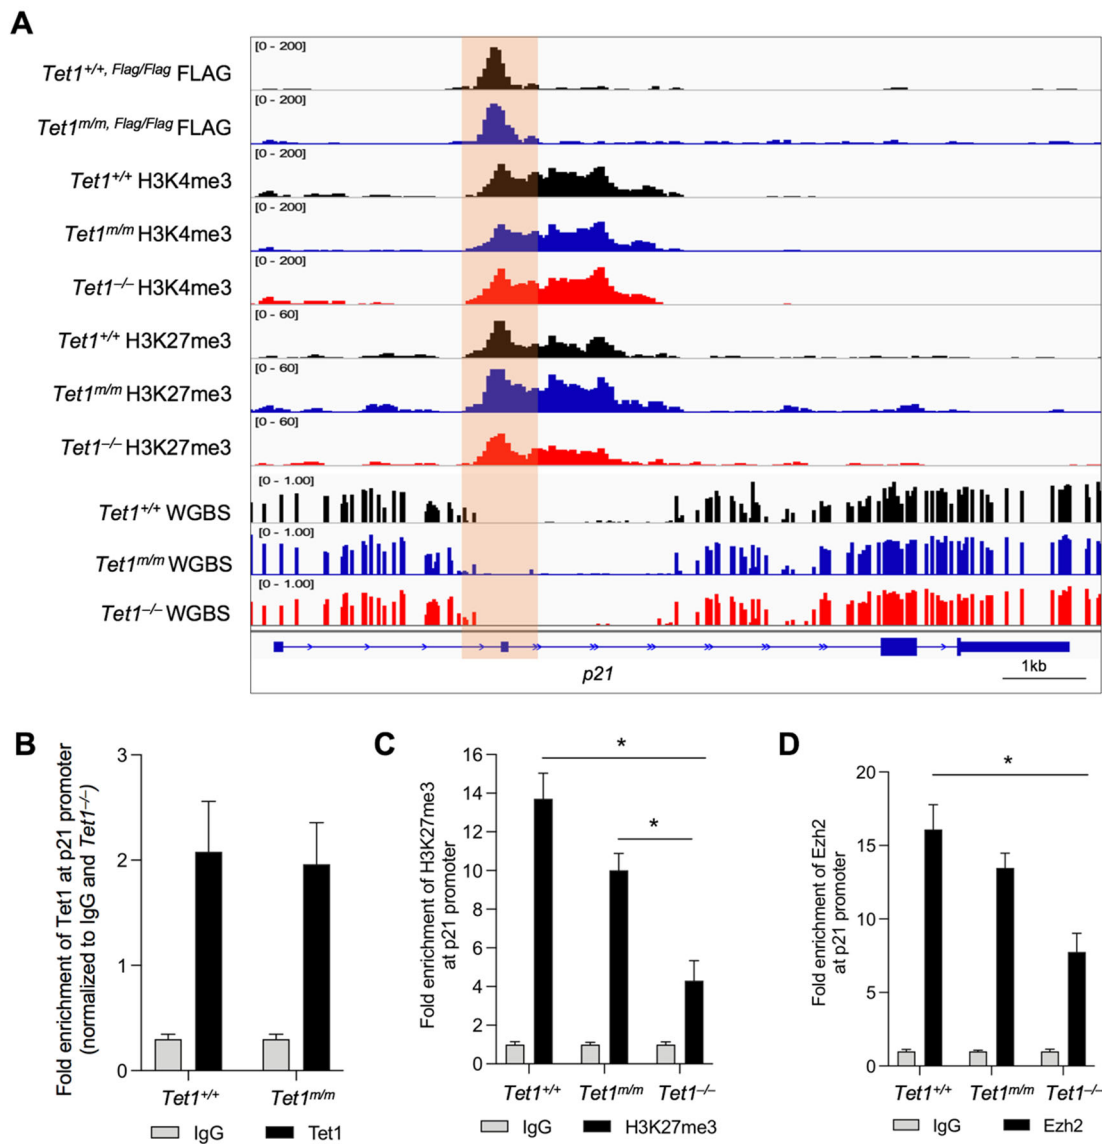 A
Tet1+/+, Flag/Flag FLAG [0 - 200]
Tet1m/m, Flag/Flag FLAG [0 - 200]
Tet1+/+ H3K4me3 [0 - 200]
Tet1m/m H3K4me3 [0 - 200]
Tet1–/– H3K4me3 [0 - 200]
Tet1+/+ H3K27me3 [0 - 60]
Tet1m/m H3K27me3 [0 - 60]
Tet1–/– H3K27me3 [0 - 60]
Tet1+/+ WGBS [0 - 1.00]
Tet1m/m WGBS [0 - 1.00]
Tet1–/– WGBS [0 - 1.00]
p21
1kb
B
Fold enrichment of Tet1 at p21 promoter
(normalized to IgG and Tet1–/–)
3
2
1
0
Tet1+/+ Tet1m/m
IgG Tet1
C
Fold enrichment of H3K27me3
at p21 promoter
16
14
12
10
8
6
4
2
0
*
*
Tet1+/+ Tet1m/m Tet1–/–
IgG H3K27me3
D
Fold enrichment of Ezh2
at p21 promoter
20
15
10
5
0
*
Tet1+/+ Tet1m/m Tet1–/–
IgG Ezh2